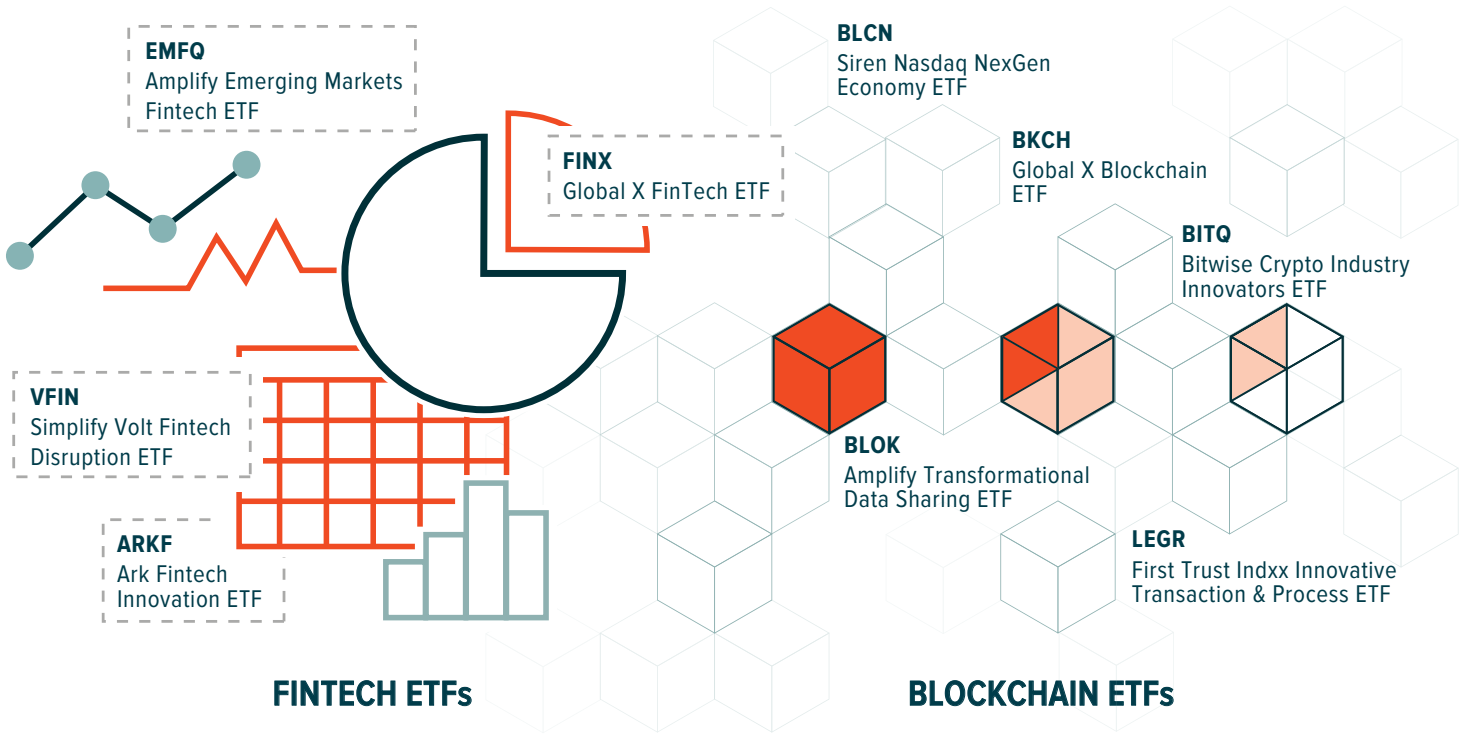 EMFQ
Amplify Emerging Markets
Fintech ETF
FINX
Global X FinTech ETF
VFIN
Simplify Volt Fintech
Disruption ETF
ARKF
Ark Fintech
Innovation ETF
FINTECH ETFs
BLCN
Siren Nasdaq NexGen
Economy ETF
BKCH
Global X Blockchain
ETF
BITQ
Bitwise Crypto Industry
Innovators ETF
BLOK
Amplify Transformational
Data Sharing ETF
LEGR
First Trust Indxx Innovative
Transaction & Process ETF
BLOCKCHAIN ETFs